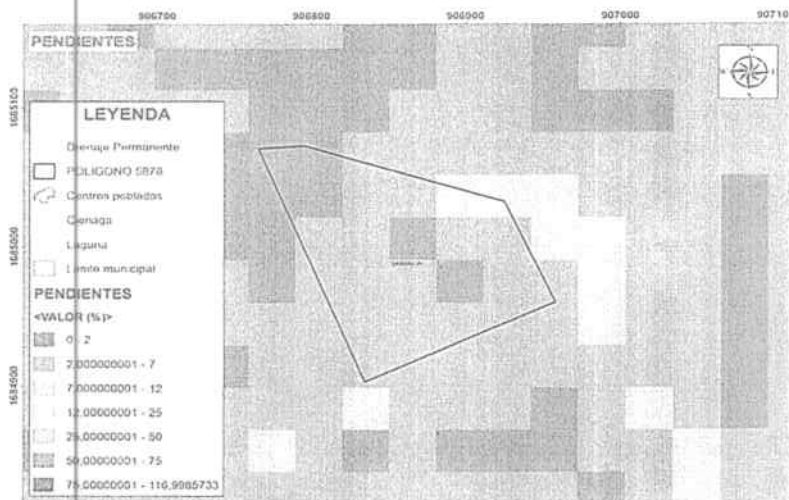 906700 906800 906900 907000 90710
PENDIENTES
1685100
1685000
1684900
LEYENDA
Drenaje Permanente
POLIGONO 5878
Centros poblados
Cienaga
Laguna
Limite municipal
PENDIENTES
<VALOR (%)>
0 - 2
2,000000001 - 7
7,000000001 - 12
12,00000001 - 25
25,00000001 - 50
50,00000001 - 75
75,00000001 - 116,9985733